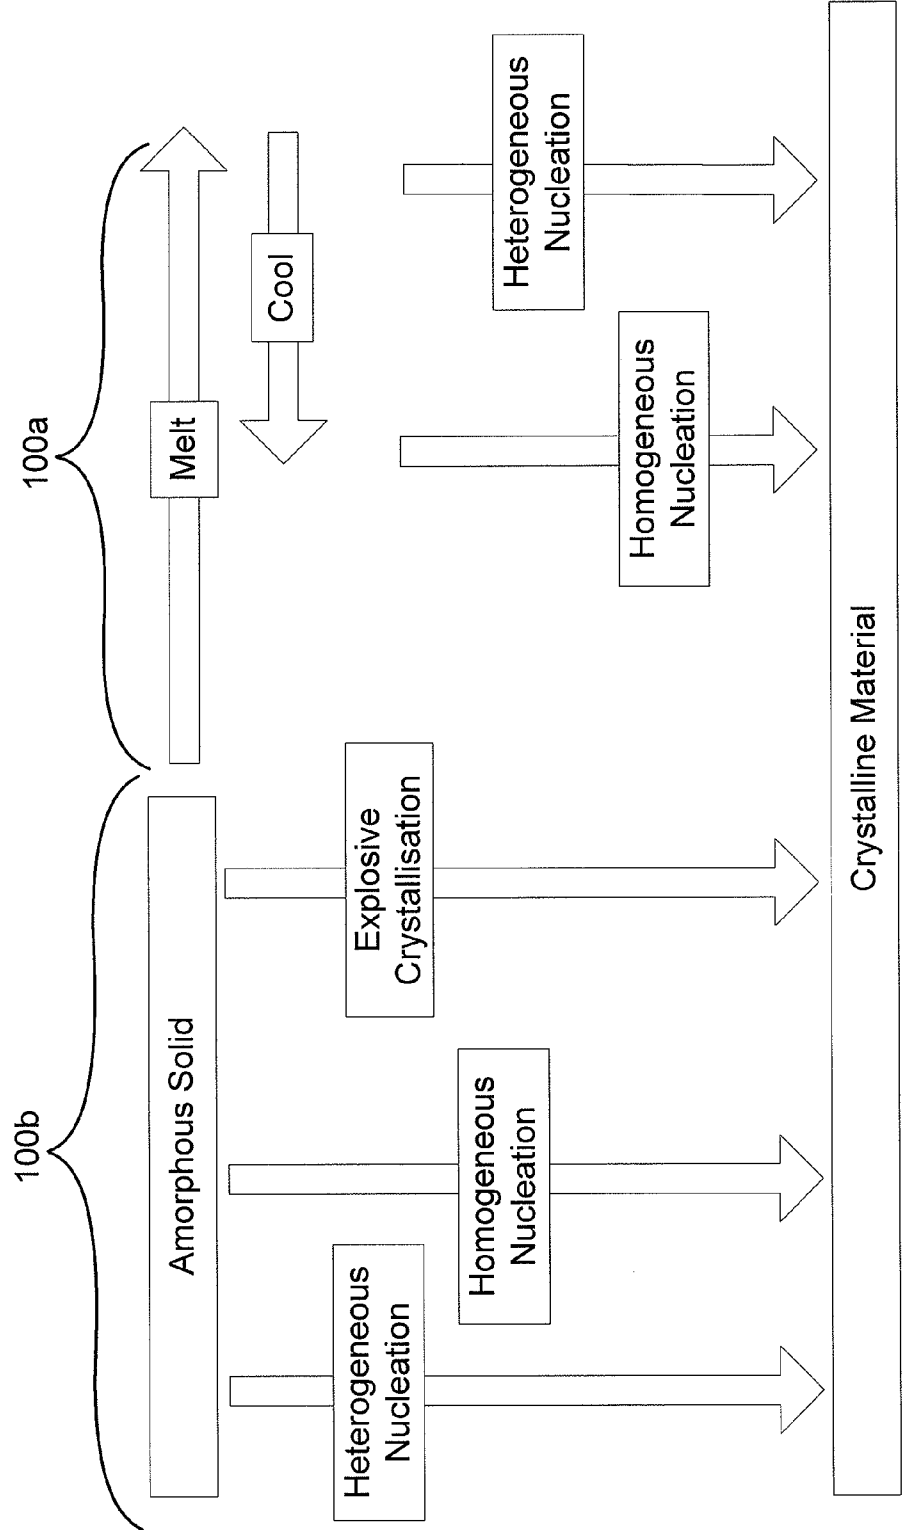 100b
100a
Amorphous Solid
Melt
Cool
Heterogeneous
Nucleation
Homogeneous
Nucleation
Explosive
Crystallisation
Homogeneous
Nucleation
Heterogeneous
Nucleation
Crystalline Material